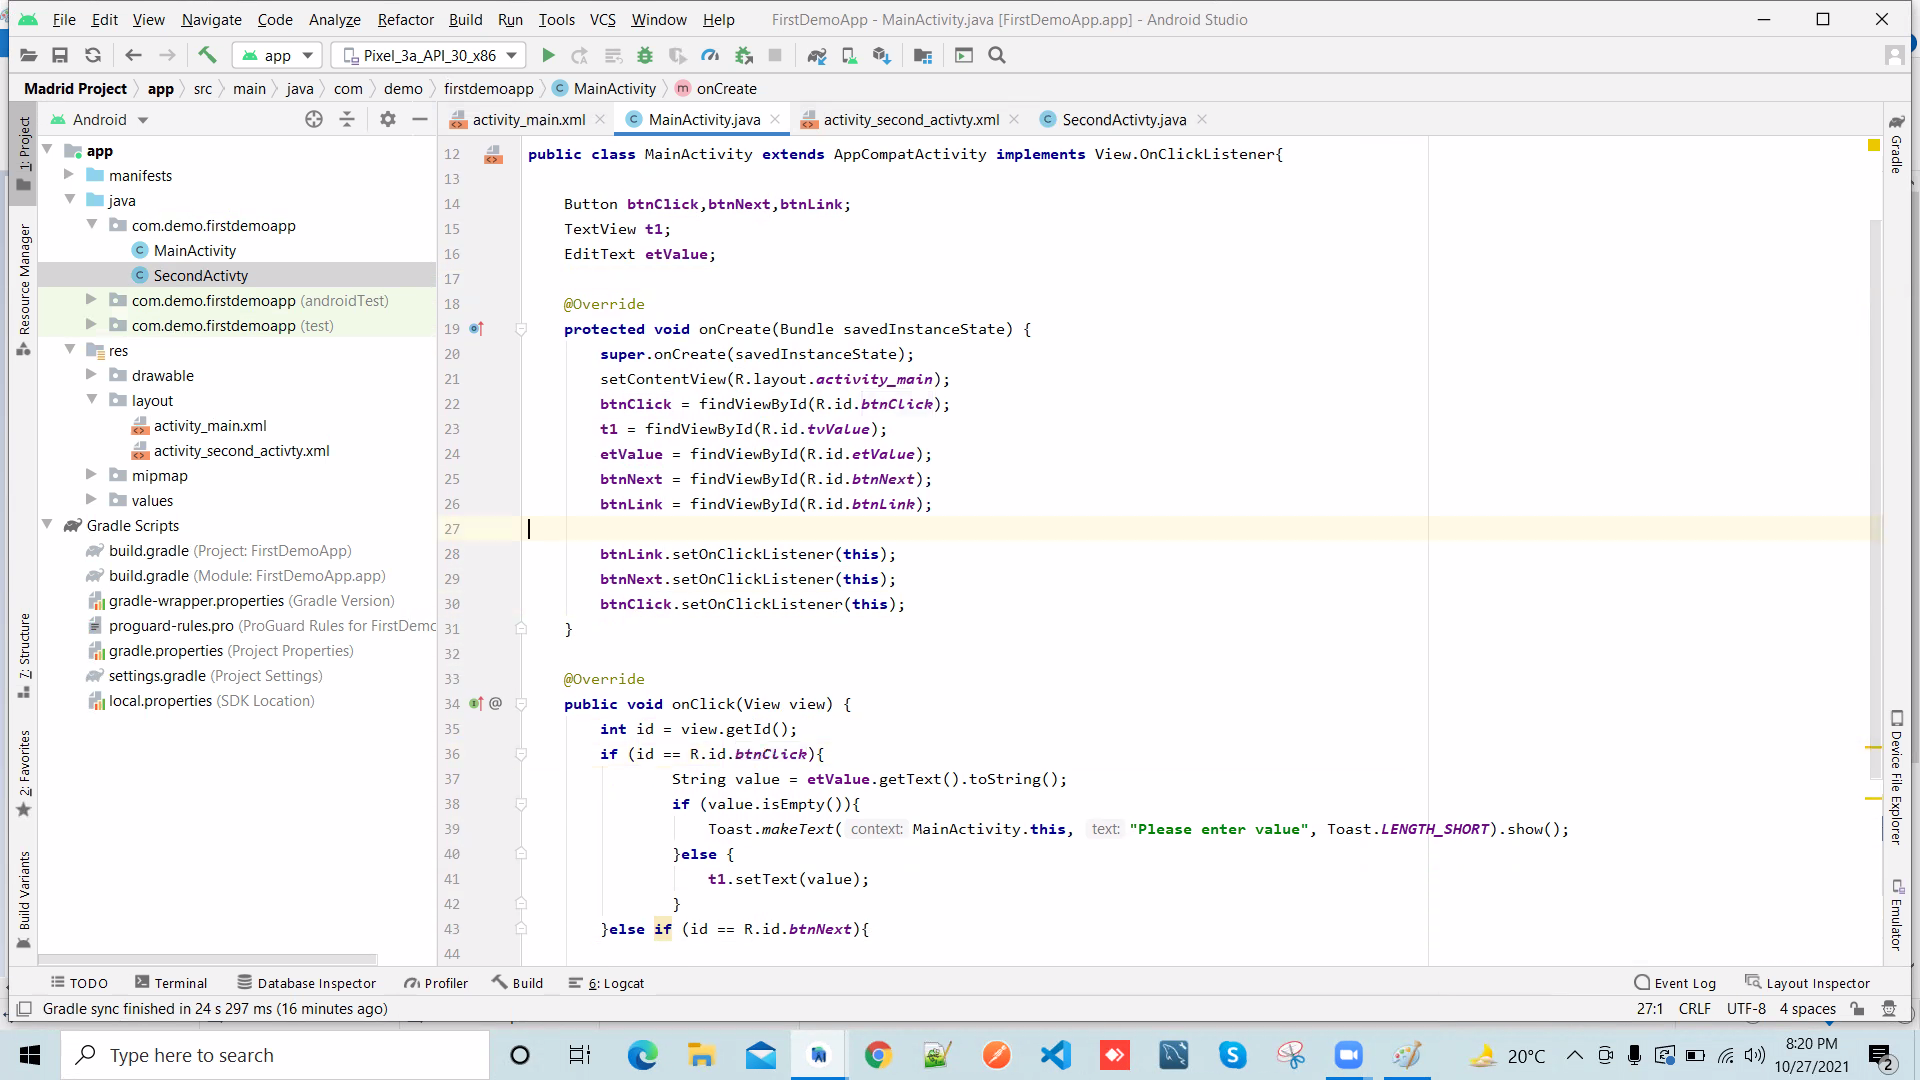 File Edit View Navigate Code Analyze Refactor Build Run Tools VCS Window Help FirstDemoApp - MainActivity.java [FirstDemoApp.app] - Android Studio
app Pixel_3a_API_30_x86
Madrid Project app src main java com demo firstdemoapp MainActivity onCreate
Android
activity_main.xml MainActivity.java activity_second_activty.xml SecondActivty.java
1: Project
Resource Manager
7: Structure
2: Favorites
Build Variants
app
manifests
java
com.demo.firstdemoapp
MainActivity
SecondActivty
com.demo.firstdemoapp (androidTest)
com.demo.firstdemoapp (test)
res
drawable
layout
activity_main.xml
activity_second_activty.xml
mipmap
values
Gradle Scripts
build.gradle (Project: FirstDemoApp)
build.gradle (Module: FirstDemoApp.app)
gradle-wrapper.properties (Gradle Version)
proguard-rules.pro (ProGuard Rules for FirstDemo
gradle.properties (Project Properties)
settings.gradle (Project Settings)
local.properties (SDK Location)
12 public class MainActivity extends AppCompatActivity implements View.OnClickListener{
13
14 Button btnClick,btnNext,btnLink;
15 TextView t1;
16 EditText etValue;
17
18 @Override
19 protected void onCreate(Bundle savedInstanceState) {
20 super.onCreate(savedInstanceState);
21 setContentView(R.layout.activity_main);
22 btnClick = findViewById(R.id.btnClick);
23 t1 = findViewById(R.id.tvValue);
24 etValue = findViewById(R.id.etValue);
25 btnNext = findViewById(R.id.btnNext);
26 btnLink = findViewById(R.id.btnLink);
27
28 btnLink.setOnClickListener(this);
29 btnNext.setOnClickListener(this);
30 btnClick.setOnClickListener(this);
31 }
32
33 @Override
34 @ public void onClick(View view) {
35 int id = view.getId();
36 if (id == R.id.btnClick){
37 String value = etValue.getText().toString();
38 if (value.isEmpty()){
39 Toast.makeText( context: MainActivity.this, text: "Please enter value", Toast.LENGTH_SHORT).show();
40 }else {
41 t1.setText(value);
42 }
43 }else if (id == R.id.btnNext){
44
Gradle
Device File Explorer
Emulator
TODO Terminal Database Inspector Profiler Build 6: Logcat Event Log Layout Inspector
Gradle sync finished in 24 s 297 ms (16 minutes ago) 27:1 CRLF UTF-8 4 spaces
Type here to search 20°C 8:20 PM
10/27/2021 2